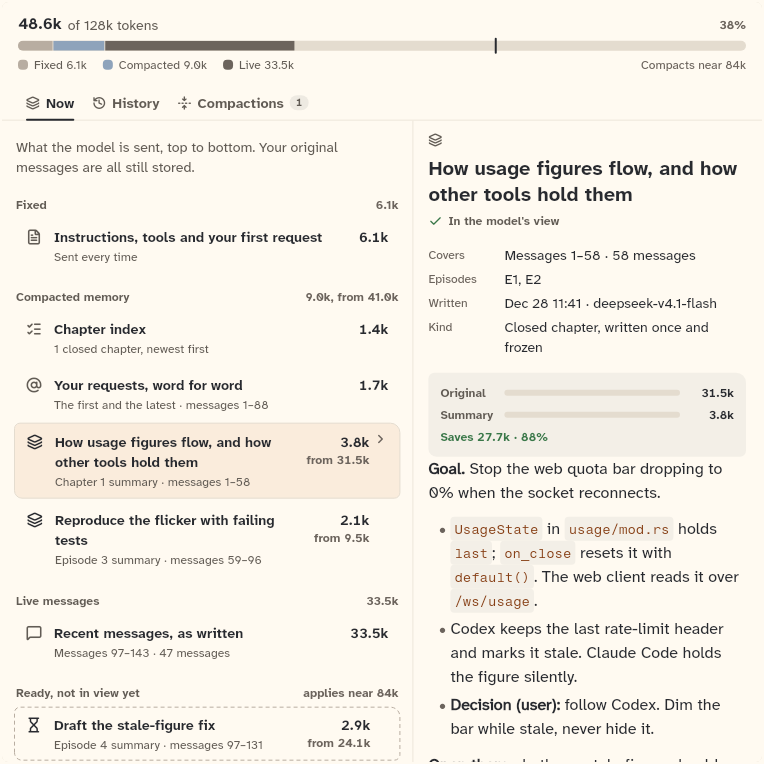 48.6k of 128k tokens
38%
Fixed 6.1k
Compacted 9.0k
Live 33.5k
Compacts near 84k
Now
History
Compactions 1
What the model is sent, top to bottom. Your original
messages are all still stored.
Fixed
6.1k
Instructions, tools and your first request
6.1k
Sent every time
Compacted memory
9.0k, from 41.0k
Chapter index
1.4k
1 closed chapter, newest first
Your requests, word for word
1.7k
The first and the latest · messages 1–88
How usage figures flow, and how
other tools hold them
3.8k
from 31.5k
Chapter 1 summary · messages 1–58
Reproduce the flicker with failing
tests
2.1k
from 9.5k
Episode 3 summary · messages 59–96
Live messages
33.5k
Recent messages, as written
33.5k
Messages 97–143 · 47 messages
Ready, not in view yet
applies near 84k
Draft the stale-figure fix
2.9k
Episode 4 summary · messages 97–131
from 24.1k
How usage figures flow, and how
other tools hold them
In the model's view
Covers Messages 1–58 · 58 messages
Episodes E1, E2
Written Dec 28 11:41 · deepseek-v4.1-flash
Kind Closed chapter, written once and
frozen
Original 31.5k
Summary 3.8k
Saves 27.7k · 88%
Goal. Stop the web quota bar dropping to
0% when the socket reconnects.
• UsageState in usage/mod.rs holds
last; on_close resets it with
default(). The web client reads it over
/ws/usage.
• Codex keeps the last rate-limit header
and marks it stale. Claude Code holds
the figure silently.
• Decision (user): follow Codex. Dim the
bar while stale, never hide it.